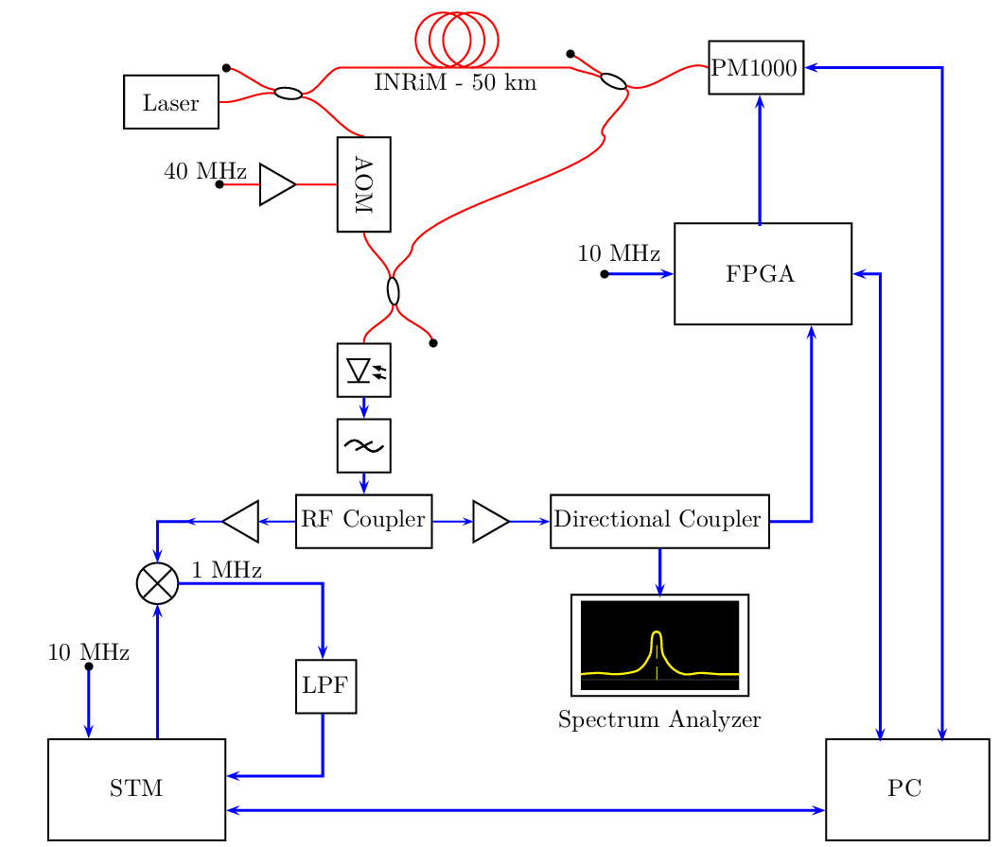 INRiM - 50 km
PM1000
Laser
40 MHz
AOM
10 MHz
FPGA
RF Coupler
Directional Coupler
1 MHz
10 MHz
LPF
Spectrum Analyzer
STM
PC